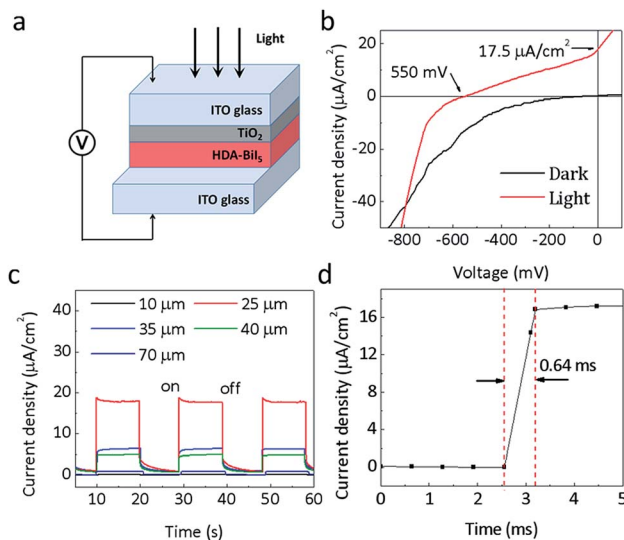 a
Light
V
ITO glass
TiO2
HDA-BiI5
ITO glass
b
Current density (μA/cm²)
20
0
-20
-40
17.5 μA/cm²
550 mV
Dark
Light
-800 -600 -400 -200 0
Voltage (mV)
c
Current density (μA/cm²)
40
30
20
10
0
10 μm 25 μm
35 μm 40 μm
70 μm
on off
10 20 30 40 50 60
Time (s)
d
Current density (μA/cm²)
16
12
8
4
0
0.64 ms
0 1 2 3 4 5
Time (ms)